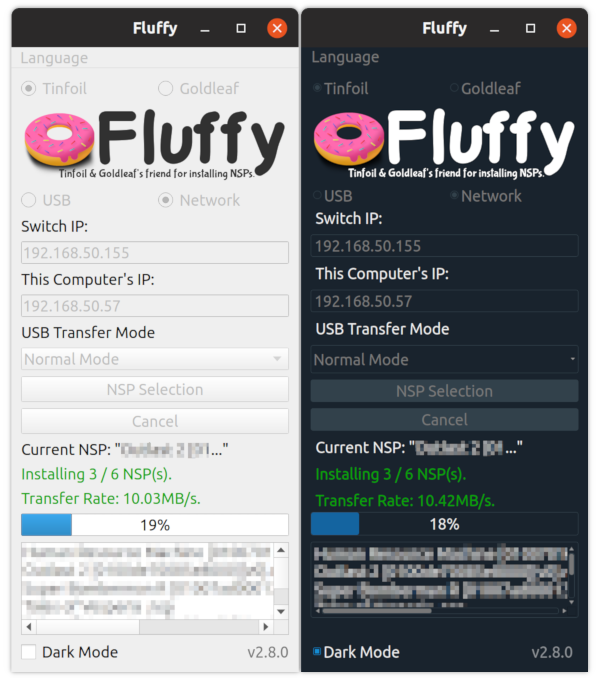 Fluffy
Language
Tinfoil Goldleaf
Fluffy
Tinfoil & Goldleaf's friend for installing NSPs.
USB Network
Switch IP:
192.168.50.155
This Computer's IP:
192.168.50.57
USB Transfer Mode
Normal Mode
NSP Selection
Cancel
Current NSP: "..."
Installing 3 / 6 NSP(s).
Transfer Rate: 10.03MB/s.
19%
Dark Mode v2.8.0
Fluffy
Language
Tinfoil Goldleaf
Fluffy
Tinfoil & Goldleaf's friend for installing NSPs.
USB Network
Switch IP:
192.168.50.155
This Computer's IP:
192.168.50.57
USB Transfer Mode
Normal Mode
NSP Selection
Cancel
Current NSP: "..."
Installing 3 / 6 NSP(s).
Transfer Rate: 10.42MB/s.
18%
Dark Mode v2.8.0